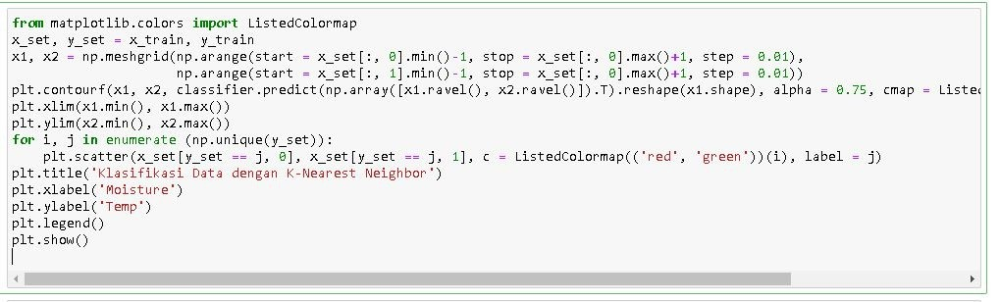 from matplotlib.colors import ListedColormap
x_set, y_set = x_train, y_train
x1, x2 = np.meshgrid(np.arange(start = x_set[:, 0].min()-1, stop = x_set[:, 0].max()+1, step = 0.01),
                     np.arange(start = x_set[:, 1].min()-1, stop = x_set[:, 0].max()+1, step = 0.01))
plt.contourf(x1, x2, classifier.predict(np.array([x1.ravel(), x2.ravel()]).T).reshape(x1.shape), alpha = 0.75, cmap = Listed
plt.xlim(x1.min(), x1.max())
plt.ylim(x2.min(), x2.max())
for i, j in enumerate (np.unique(y_set)):
    plt.scatter(x_set[y_set == j, 0], x_set[y_set == j, 1], c = ListedColormap(('red', 'green'))(i), label = j)
plt.title('Klasifikasi Data dengan K-Nearest Neighbor')
plt.xlabel('Moisture')
plt.ylabel('Temp')
plt.legend()
plt.show()